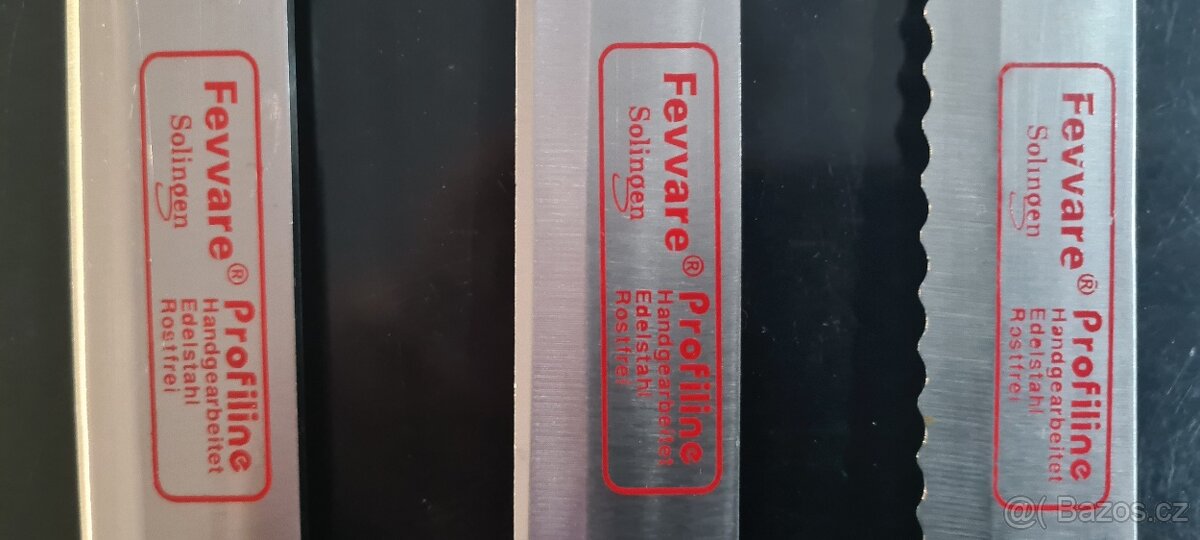 Fevvare® Profiline
Solingen Handgearbeitet
Edelstahl
Rostfrei
Fevvare® Profiline
Solingen Handgearbeitet
Edelstahl
Rostfrei
Fevvare® Profiline
Solingen Handgearbeitet
Edelstahl
Rostfrei
@( Bazos.cz